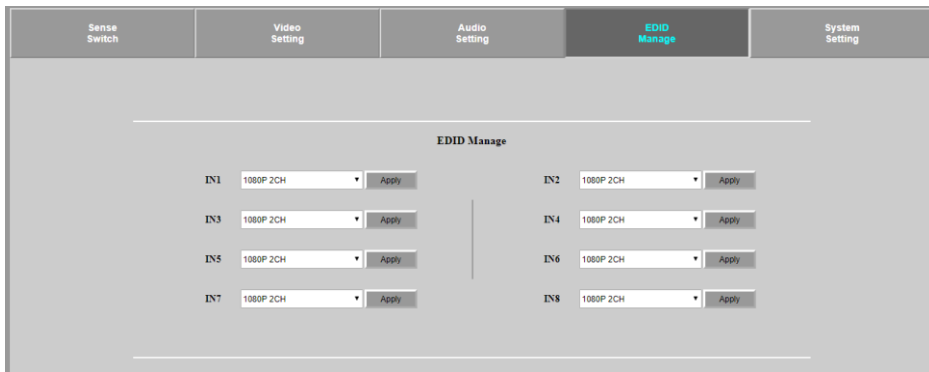 Sense Switch
Video Setting
Audio Setting
EDID Manage
System Setting
EDID Manage
IN1 1080P 2CH Apply IN2 1080P 2CH Apply
IN3 1080P 2CH Apply IN4 1080P 2CH Apply
IN5 1080P 2CH Apply IN6 1080P 2CH Apply
IN7 1080P 2CH Apply IN8 1080P 2CH Apply